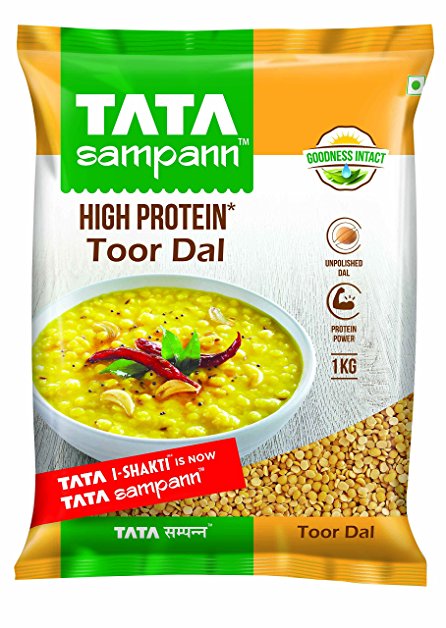 TATA
sampann™
GOODNESS INTACT
HIGH PROTEIN*
Toor Dal
UNPOLISHED
DAL
PROTEIN
POWER
1KG
TATA I-SHAKTI™ IS NOW
TATA sampann™
TATA सम्पन्न™
Toor Dal